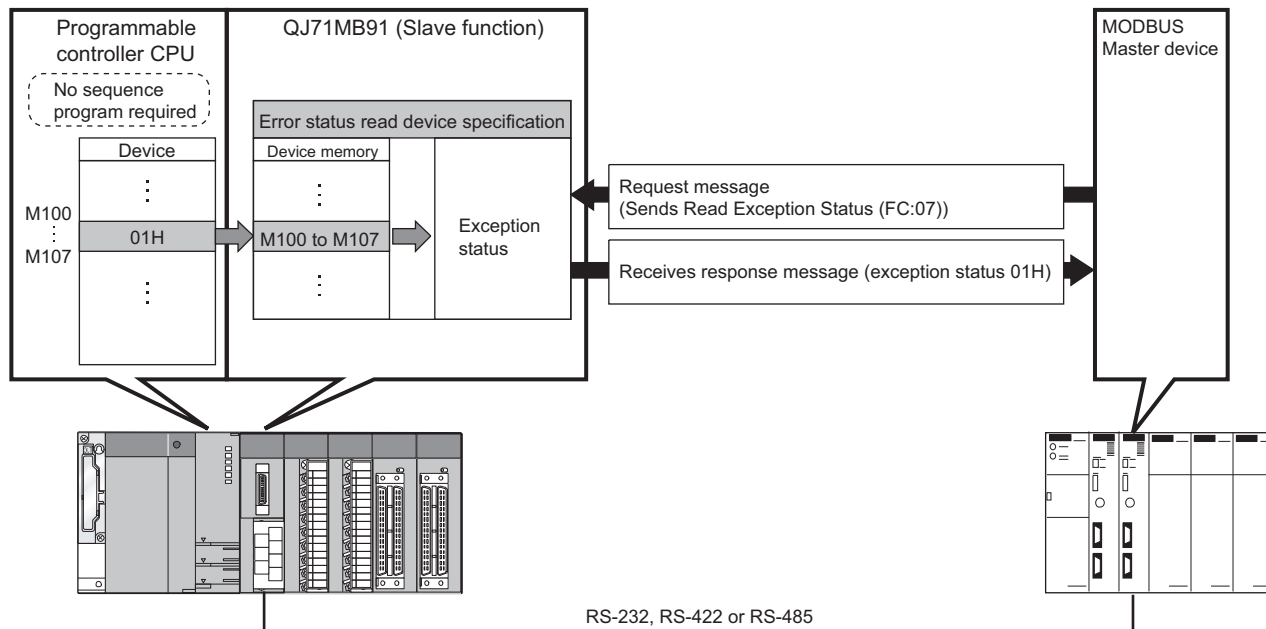 Programmable
controller CPU
No sequence
program required
Device
M100
M107
01H
QJ71MB91 (Slave function)
Error status read device specification
Device memory
M100 to M107
Exception
status
Request message
(Sends Read Exception Status (FC:07))
Receives response message (exception status 01H)
MODBUS
Master device
RS-232, RS-422 or RS-485